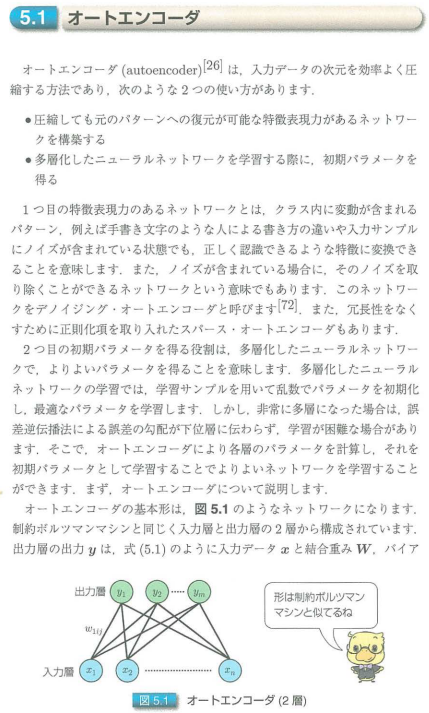 5.1 オートエンコーダ
オートエンコーダ (autoencoder)[26] は，入力データの次元を効率よく圧
縮する方法であり，次のような 2 つの使い方があります．
●圧縮しても元のパターンへの復元が可能な特徴表現力があるネットワー
クを構築する
●多層化したニューラルネットワークを学習する際に，初期パラメータを
得る
1 つ目の特徴表現力のあるネットワークとは，クラス内に変動が含まれる
パターン，例えば手書き文字のような人による書き方の違いや入力サンプル
にノイズが含まれている状態でも，正しく認識できるような特徴に変換でき
ることを意味します．また，ノイズが含まれている場合に，そのノイズを取
り除くことができるネットワークという意味でもあります．このネットワー
クをデノイジング・オートエンコーダと呼びます[72]．また，冗長性をなく
すために正則化項を取り入れたスパース・オートエンコーダもあります．
2 つ目の初期パラメータを得る役割は，多層化したニューラルネットワー
クで，よりよいパラメータを得ることを意味します．多層化したニューラル
ネットワークの学習では，学習サンプルを用いて乱数でパラメータを初期化
し，最適なパラメータを学習します．しかし，非常に多層になった場合は，誤
差逆伝播法による誤差の勾配が下位層に伝わらず，学習が困難な場合があり
ます．そこで，オートエンコーダにより各層のパラメータを計算し，それを
初期パラメータとして学習することでよりよいネットワークを学習すること
ができます．まず，オートエンコーダについて説明します．
オートエンコーダの基本形は，図 5.1 のようなネットワークになります．
制約ボルツマンマシンと同じく入力層と出力層の 2 層から構成されています．
出力層の出力 y は，式 (5.1) のように入力データ x と結合重み W，バイア
出力層 y1 y2 ······ ym
w1ij
入力層 x1 x2 ······ xn
形は制約ボルツマン
マシンと似てるね
図 5.1 オートエンコーダ (2 層)